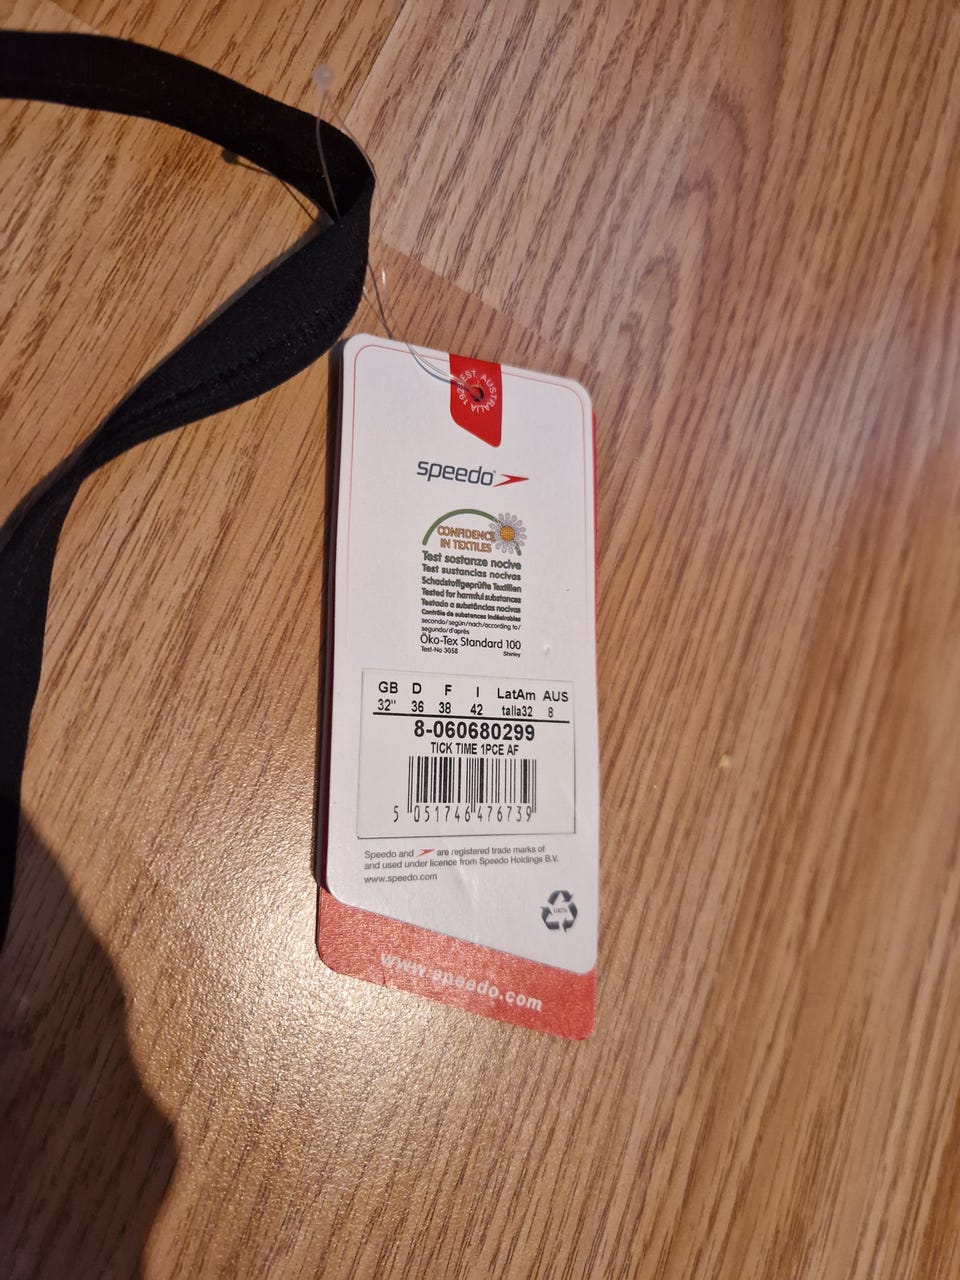 EST. AUSTRALIA 1928
speedo
CONFIDENCE
IN TEXTILES
Test sostanze nocive
Test sustancias nocivas
Schadstoffgeprüfte Textilien
Tested for harmful substances
Testado a substâncias nocivas
Contrôle de substances indésirables
secondo/según/nach/according to/
segundo/d'après
Öko-Tex Standard 100
Test-No 3058 Shirley
GB D F I LatAm AUS
32" 36 38 42 talla32 8
8-060680299
TICK TIME 1PCE AF
5 051746 476739
Speedo and are registered trade marks of
and used under licence from Speedo Holdings B.V.
www.speedo.com
100%
www.speedo.com